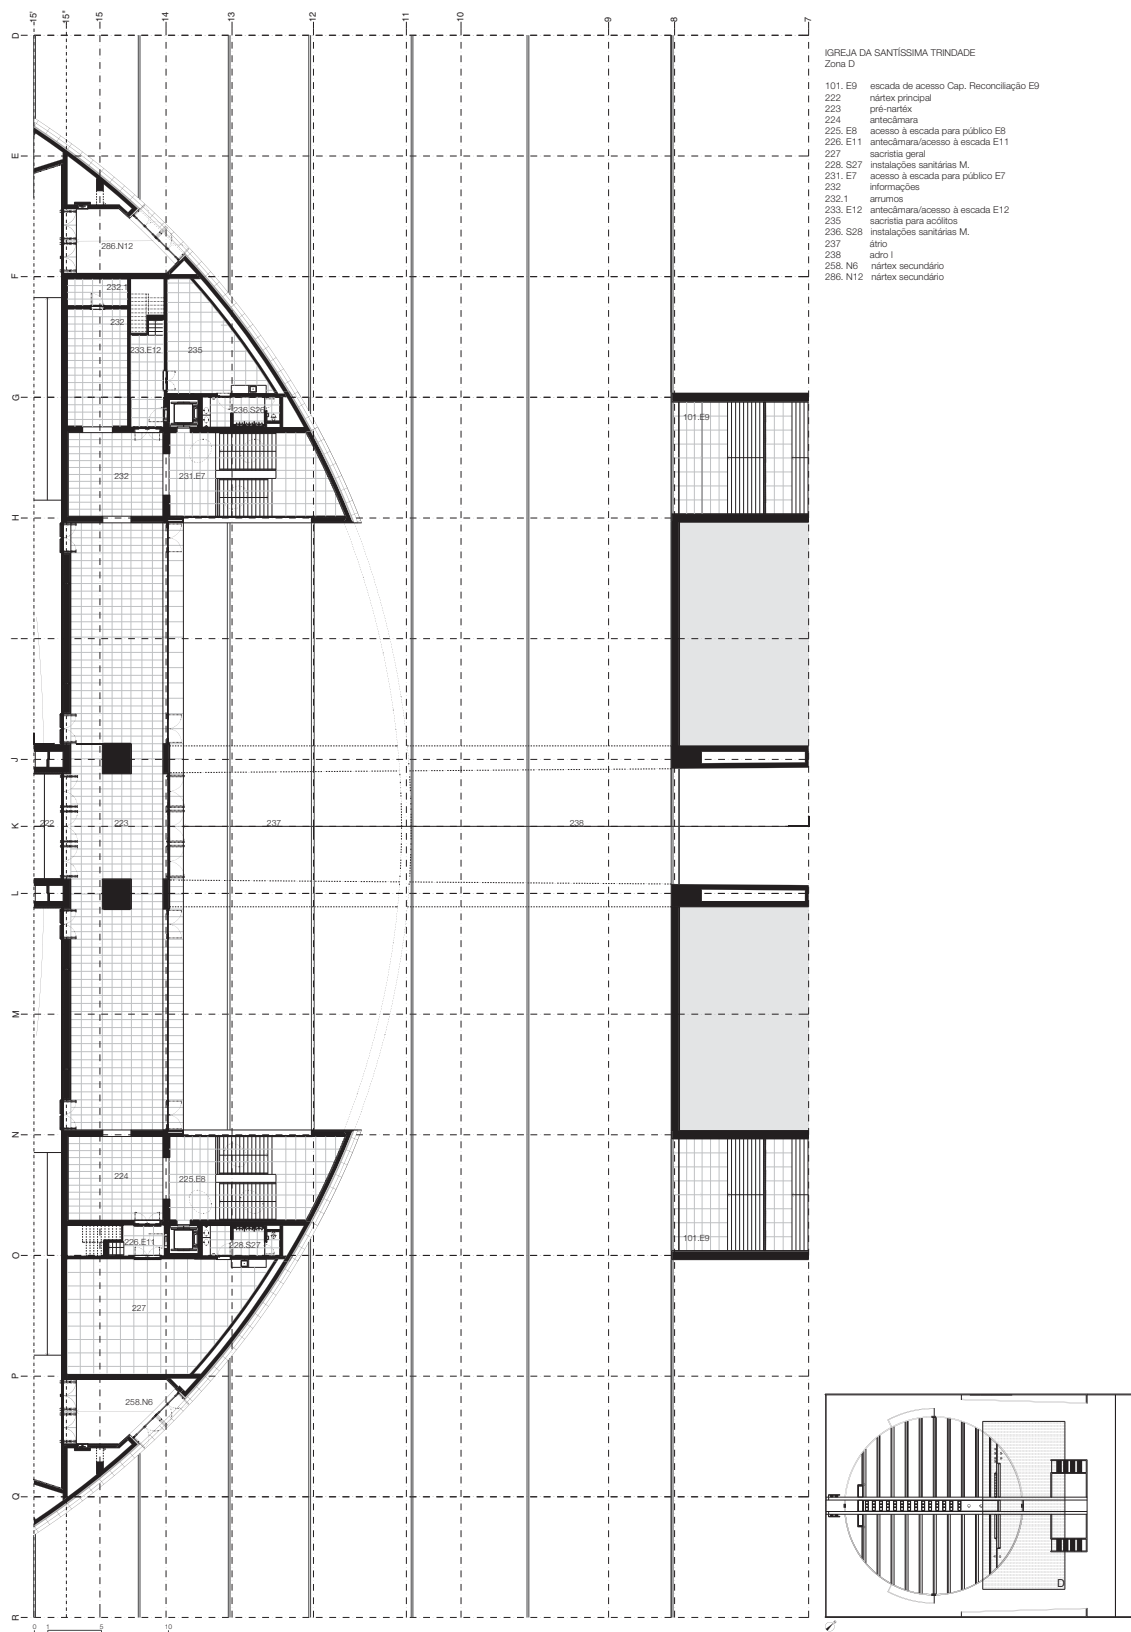 15' 15" 15 14 13 12 11 10 9 8 7
D
IGREJA DA SANTÍSSIMA TRINDADE
Zona D
101. E9 escada de acesso Cap. Reconciliação E9
222 nártex principal
223 pré-nartéx
224 antecâmara
225. E8 acesso à escada para público E8
226. E11 antecâmara/acesso à escada E11
227 sacristia geral
228. S27 instalações sanitárias M.
231. E7 acesso à escada para público E7
232 informações
232.1 arrumos
233. E12 antecâmara/acesso à escada E12
235 sacristia para acólitos
236. S28 instalações sanitárias M.
237 átrio
238 adro I
258. N6 nártex secundário
286. N12 nártex secundário
E
286.N12
F
232.1
232
233.E12 235
G
236.S26 101.E9
232 231.E7
H
I
J
K 222 223 237 238
L
M
N
224 225.E8
226.E11 228.S27 101.E9
O
227
P
258.N6
Q
D
R
0 1 5 10